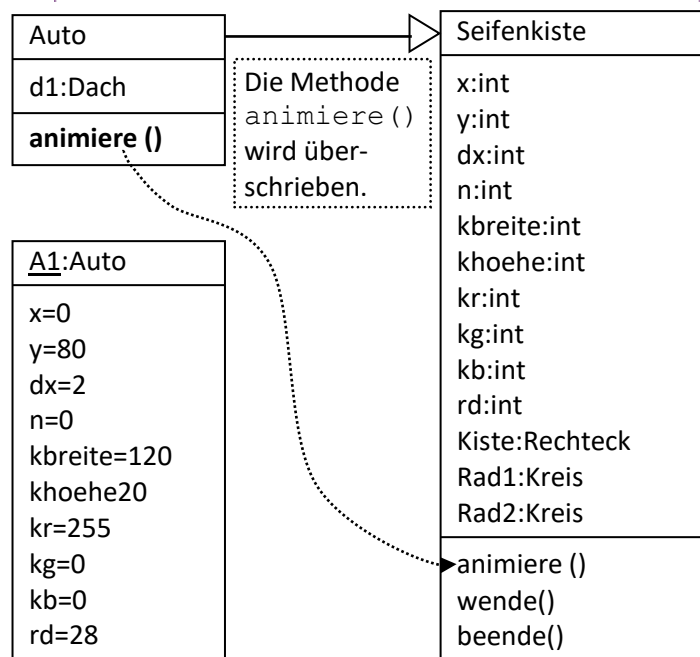 Auto
d1:Dach
animiere ()
Die Methode
animiere()
wird über-
schrieben.
A1:Auto
x=0
y=80
dx=2
n=0
kbreite=120
khoehe20
kr=255
kg=0
kb=0
rd=28
Seifenkiste
x:int
y:int
dx:int
n:int
kbreite:int
khoehe:int
kr:int
kg:int
kb:int
rd:int
Kiste:Rechteck
Rad1:Kreis
Rad2:Kreis
animiere ()
wende()
beende()